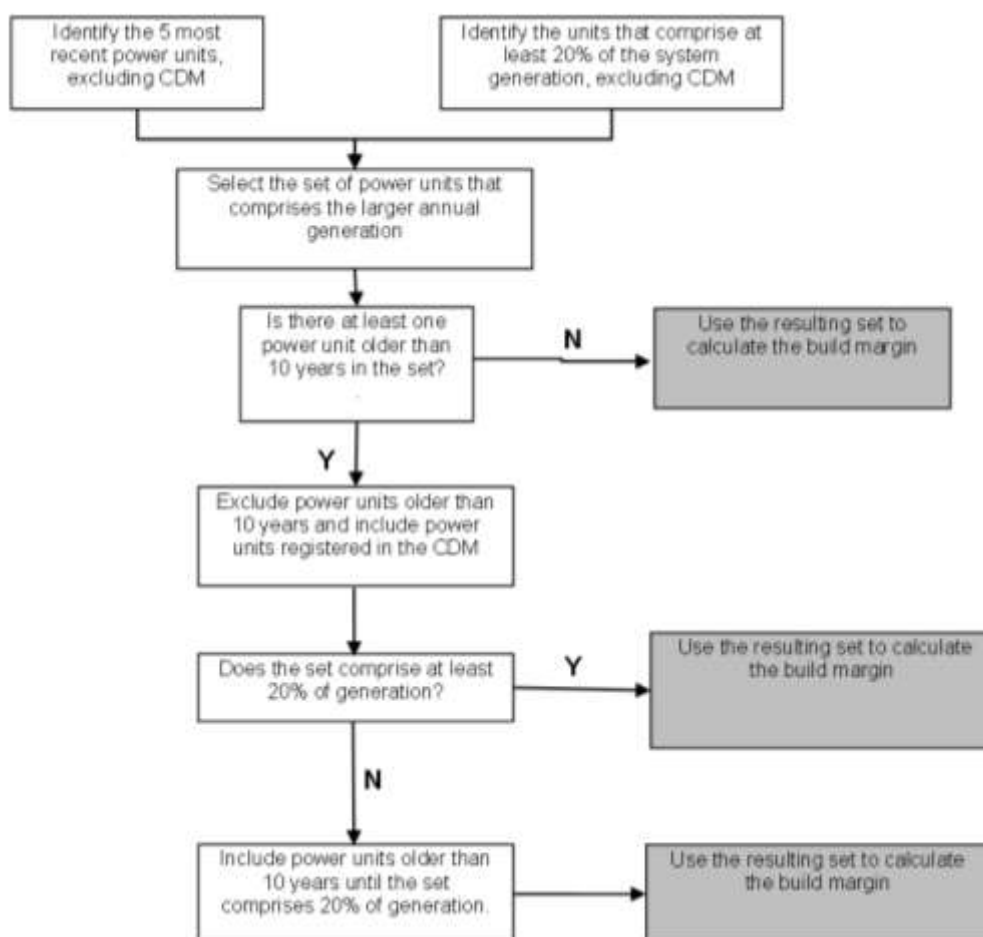 Identify the 5 most
recent power units,
excluding CDM
Identify the units that comprise at
least 20% of the system
generation, excluding CDM
Select the set of power units that
comprises the larger annual
generation
Is there at least one
power unit older than
10 years in the set?
.
N
Use the resulting set to
calculate the build margin
Y
Exclude power units older than
10 years and include power
units registered in the CDM
Does the set comprise at least
20% of generation?
Y
Use the resulting set to calculate
the build margin
N
Include power units older than
10 years until the set
comprises 20% of generation.
Use the resulting set to calculate
the build margin